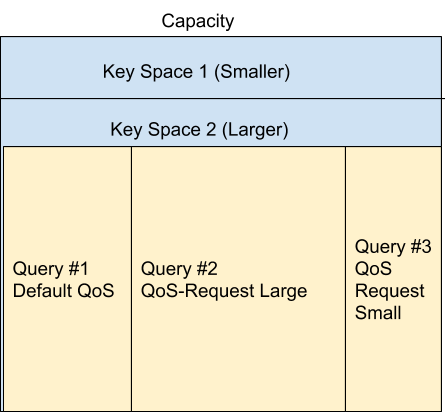 Capacity
Key Space 1 (Smaller)
Key Space 2 (Larger)
Query #1
Default QoS
Query #2
QoS-Request Large
Query #3
QoS
Request
Small